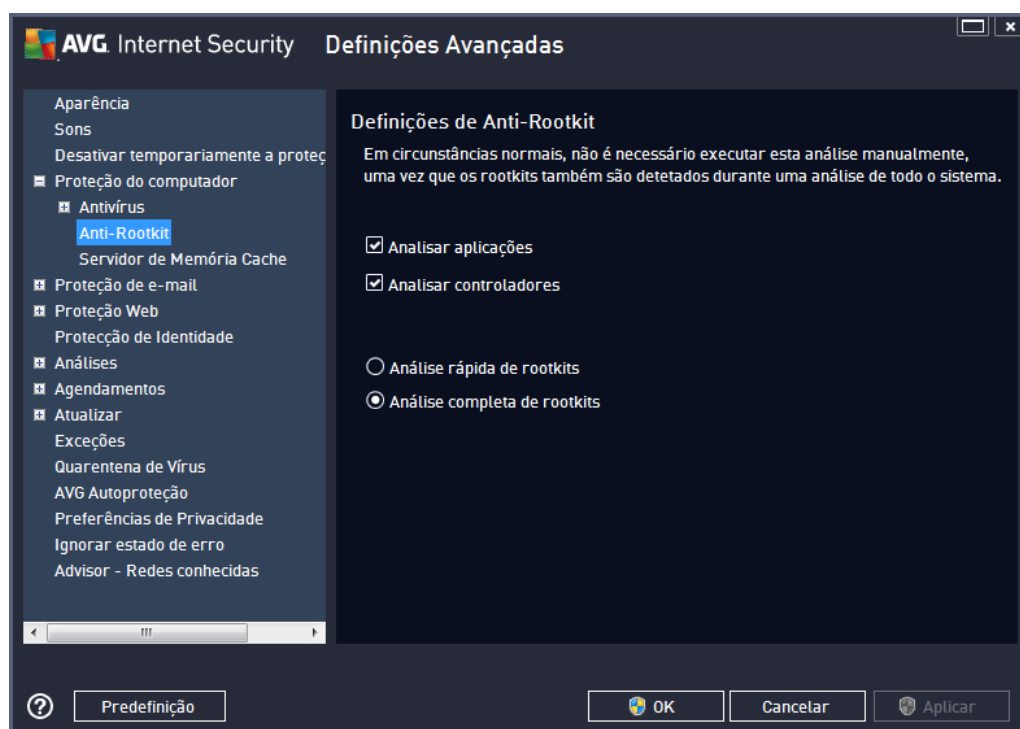 AVG. Internet Security Definições Avançadas
Aparência
Sons
Desativar temporariamente a proteç
Proteção do computador
Antivírus
Anti-Rootkit
Servidor de Memória Cache
Proteção de e-mail
Proteção Web
Protecção de Identidade
Análises
Agendamentos
Atualizar
Exceções
Quarentena de Vírus
AVG Autoproteção
Preferências de Privacidade
Ignorar estado de erro
Advisor - Redes conhecidas
Definições de Anti-Rootkit
Em circunstâncias normais, não é necessário executar esta análise manualmente,
uma vez que os rootkits também são detetados durante uma análise de todo o sistema.
Analisar aplicações
Analisar controladores
Análise rápida de rootkits
Análise completa de rootkits
Predefinição
OK
Cancelar
Aplicar